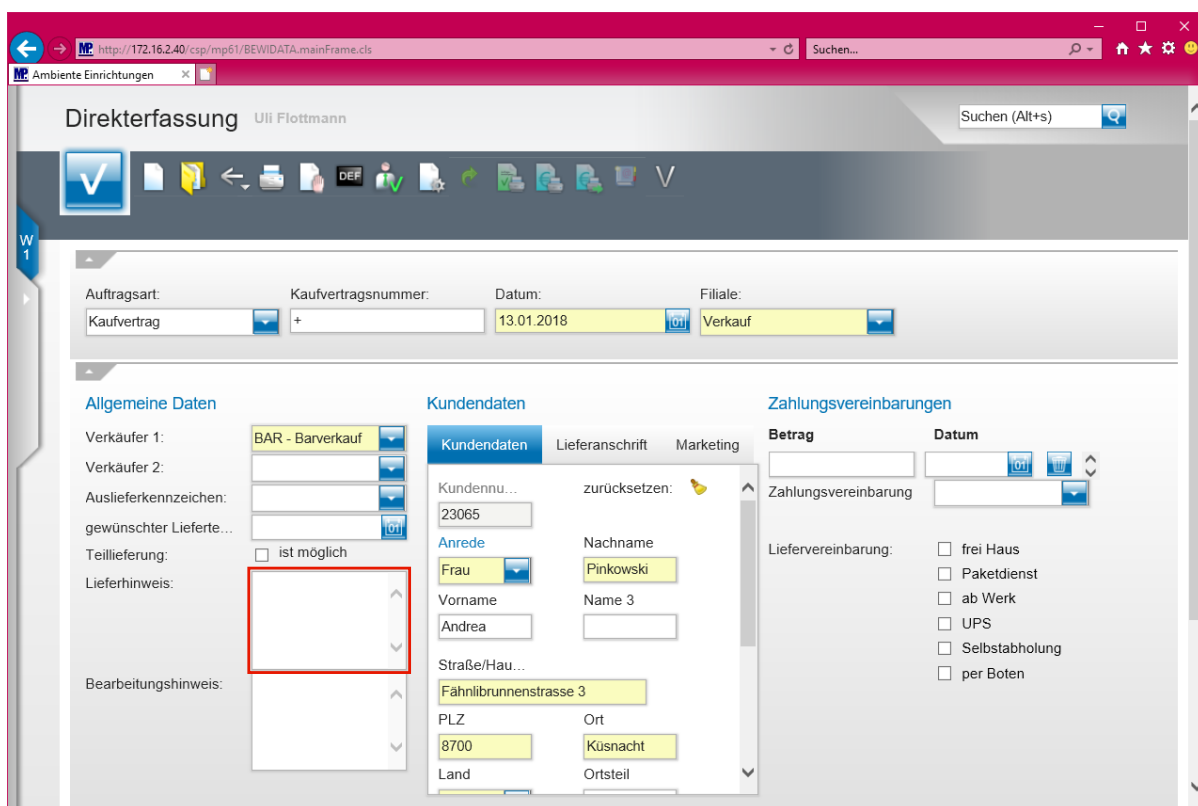 http://172.16.2.40/csp/mp61/BEWIDATA.mainFrame.cls
Suchen...
MP Ambiente Einrichtungen
Direkterfassung Uli Flottmann
Suchen (Alt+s)
DEF
V
W
1
Auftragsart: Kaufvertragsnummer: Datum: Filiale:
Kaufvertrag + 13.01.2018 01 Verkauf
Allgemeine Daten
Verkäufer 1: BAR - Barverkauf
Verkäufer 2:
Auslieferkennzeichen:
gewünschter Lieferte... 01
Teillieferung: ist möglich
Lieferhinweis:
Bearbeitungshinweis:
Kundendaten
Kundendaten Lieferanschrift Marketing
Kundennu... zurücksetzen:
23065
Anrede Nachname
Frau Pinkowski
Vorname Name 3
Andrea
Straße/Hau...
Fähnlibrunnenstrasse 3
PLZ Ort
8700 Küsnacht
Land Ortsteil
Zahlungsvereinbarungen
Betrag Datum
01
Zahlungsvereinbarung
Liefervereinbarung: frei Haus
Paketdienst
ab Werk
UPS
Selbstabholung
per Boten